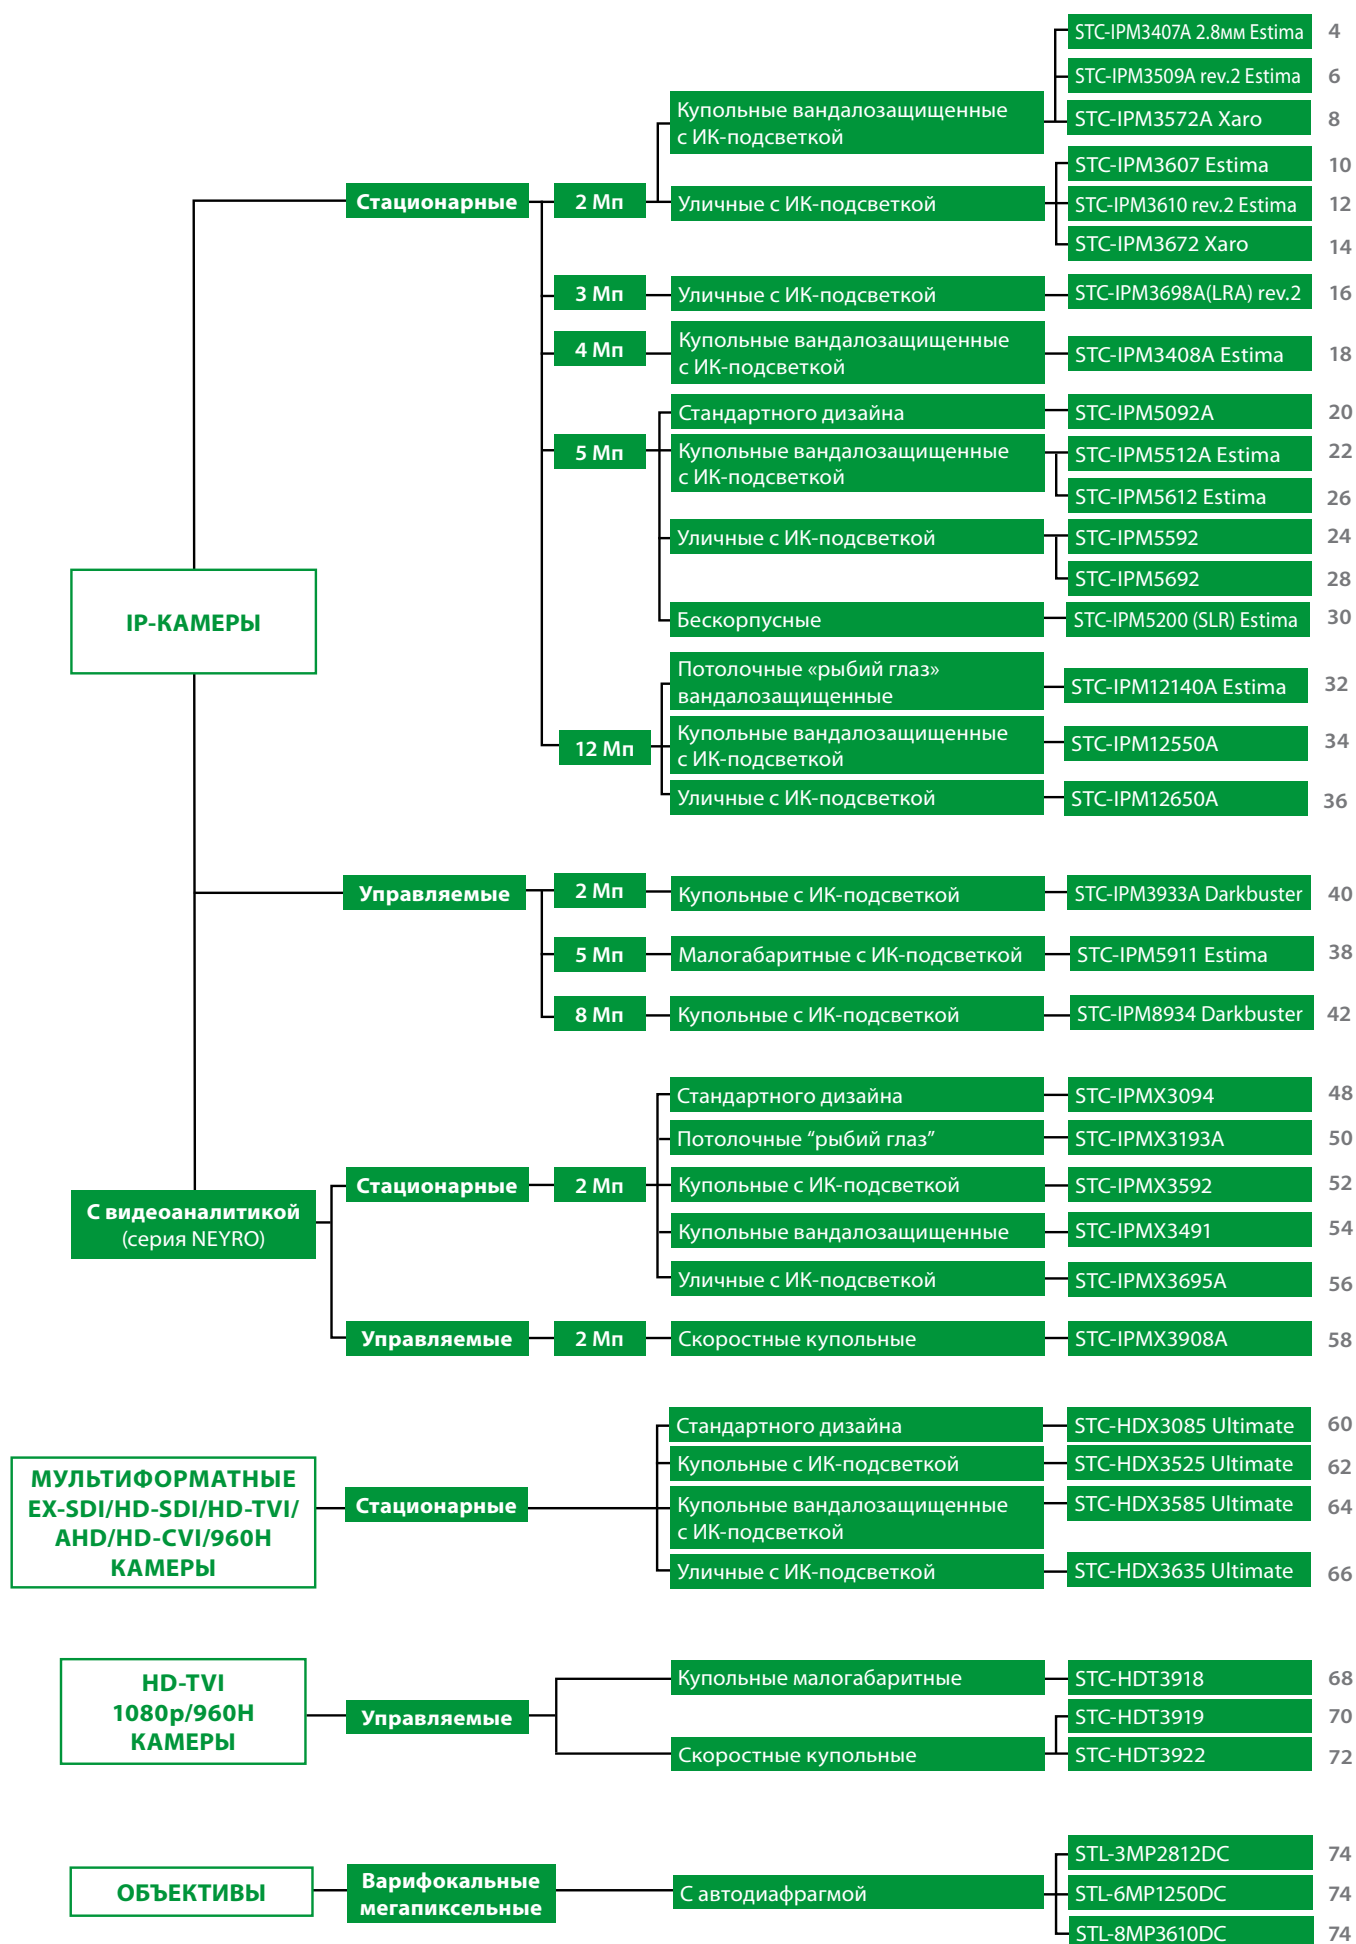 STC-IPM3407A 2.8мм Estima 4
STC-IPM3509A rev.2 Estima 6
Купольные вандалозащищенные
с ИК-подсветкой
STC-IPM3572A Xaro 8
STC-IPM3607 Estima 10
Стационарные 2 Мп Уличные с ИК-подсветкой STC-IPM3610 rev.2 Estima 12
STC-IPM3672 Xaro 14
3 Мп Уличные с ИК-подсветкой STC-IPM3698A(LRA) rev.2 16
4 Мп Купольные вандалозащищенные
с ИК-подсветкой
STC-IPM3408A Estima 18
Стандартного дизайна STC-IPM5092A 20
5 Мп Купольные вандалозащищенные
с ИК-подсветкой
STC-IPM5512A Estima 22
STC-IPM5612 Estima 26
Уличные с ИК-подсветкой STC-IPM5592 24
STC-IPM5692 28
IP-КАМЕРЫ
Бескорпусные STC-IPM5200 (SLR) Estima 30
Потолочные «рыбий глаз»
вандалозащищенные
STC-IPM12140A Estima 32
12 Мп Купольные вандалозащищенные
с ИК-подсветкой
STC-IPM12550A 34
Уличные с ИК-подсветкой STC-IPM12650A 36
Управляемые 2 Мп Купольные с ИК-подсветкой STC-IPM3933A Darkbuster 40
5 Мп Малогабаритные с ИК-подсветкой STC-IPM5911 Estima 38
8 Мп Купольные с ИК-подсветкой STC-IPM8934 Darkbuster 42
Стандартного дизайна STC-IPMX3094 48
Потолочные “рыбий глаз” STC-IPMX3193A 50
Стационарные 2 Мп Купольные с ИК-подсветкой STC-IPMX3592 52
С видеоаналитикой
(серия NEYRO)
Купольные вандалозащищенные STC-IPMX3491 54
Уличные с ИК-подсветкой STC-IPMX3695A 56
Управляемые 2 Мп Скоростные купольные STC-IPMX3908A 58
Стандартного дизайна STC-HDX3085 Ultimate 60
Купольные с ИК-подсветкой STC-HDX3525 Ultimate 62
МУЛЬТИФОРМАТНЫЕ
EX-SDI/HD-SDI/HD-TVI/
AHD/HD-CVI/960H
КАМЕРЫ
Стационарные
Купольные вандалозащищенные
с ИК-подсветкой
STC-HDX3585 Ultimate 64
Уличные с ИК-подсветкой STC-HDX3635 Ultimate 66
HD-TVI
1080p/960H
КАМЕРЫ
Управляемые
Купольные малогабаритные STC-HDT3918 68
STC-HDT3919 70
Скоростные купольные STC-HDT3922 72
STL-3MP2812DC 74
ОБЪЕКТИВЫ
Варифокальные
мегапиксельные
С автодиафрагмой STL-6MP1250DC 74
STL-8MP3610DC 74